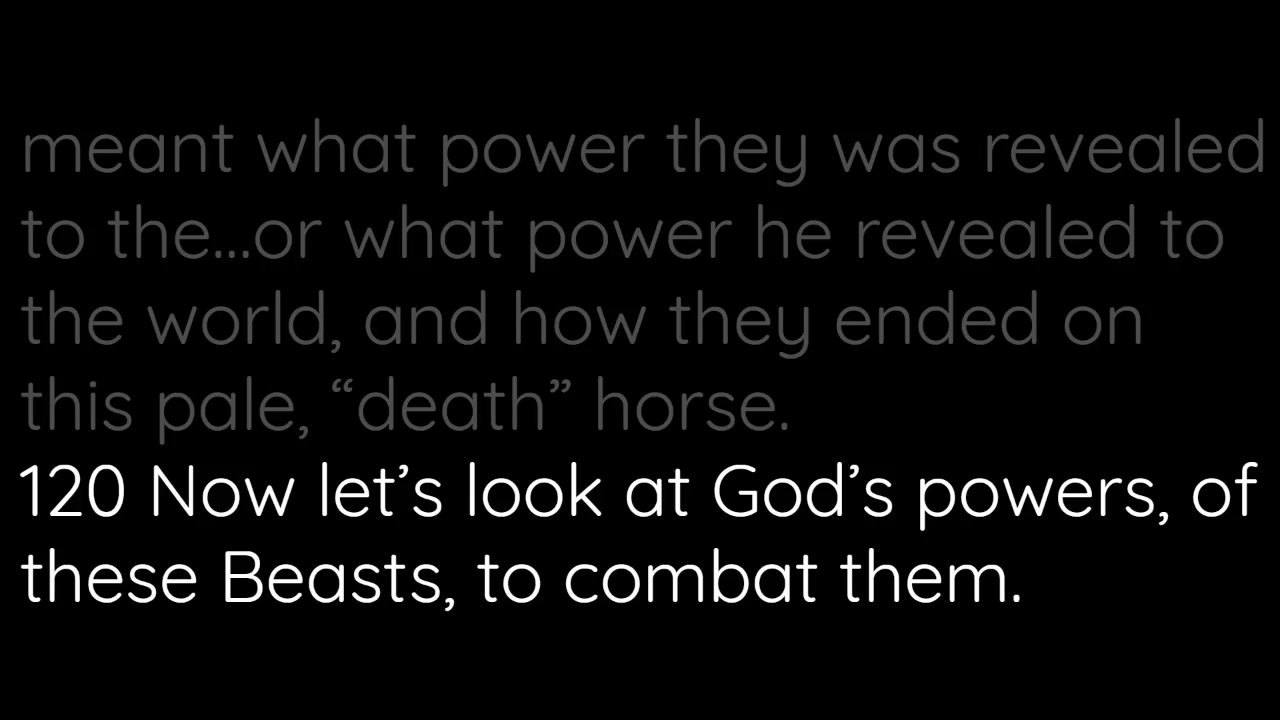 meant what power they was revealed
to the...or what power he revealed to
the world, and how they ended on
this pale, “death” horse.
120 Now let’s look at God’s powers, of
these Beasts, to combat them.